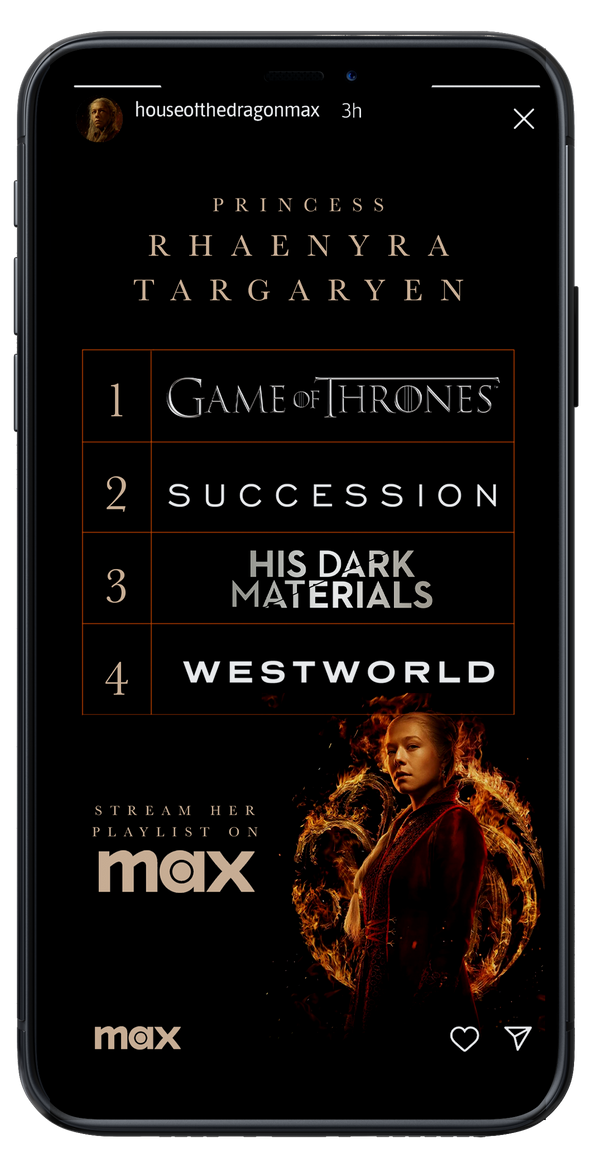 houseofthedragonmax 3h
PRINCESS
RHAENYRA
TARGARYEN
1 GAME OF THRONES
2 SUCCESSION
3 HIS DARK
MATERIALS
4 WESTWORLD
STREAM HER
PLAYLIST ON
max
max